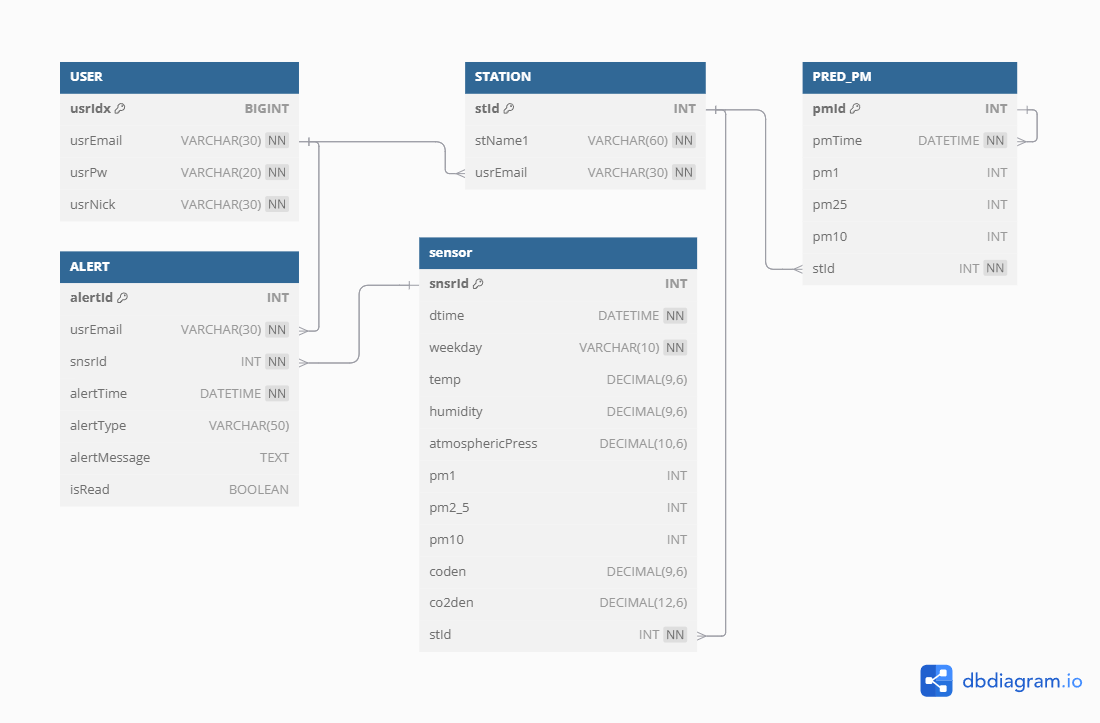 USER
usrIdx BIGINT
usrEmail VARCHAR(30) NN
usrPw VARCHAR(20) NN
usrNick VARCHAR(30) NN
ALERT
alertId INT
usrEmail VARCHAR(30) NN
snsrId INT NN
alertTime DATETIME NN
alertType VARCHAR(50)
alertMessage TEXT
isRead BOOLEAN
STATION
stId INT
stName1 VARCHAR(60) NN
usrEmail VARCHAR(30) NN
sensor
snsrId INT
dtime DATETIME NN
weekday VARCHAR(10) NN
temp DECIMAL(9,6)
humidity DECIMAL(9,6)
atmosphericPress DECIMAL(10,6)
pm1 INT
pm2_5 INT
pm10 INT
coden DECIMAL(9,6)
co2den DECIMAL(12,6)
stId INT NN
PRED_PM
pmId INT
pmTime DATETIME NN
pm1 INT
pm25 INT
pm10 INT
stId INT NN
dbdiagram.io